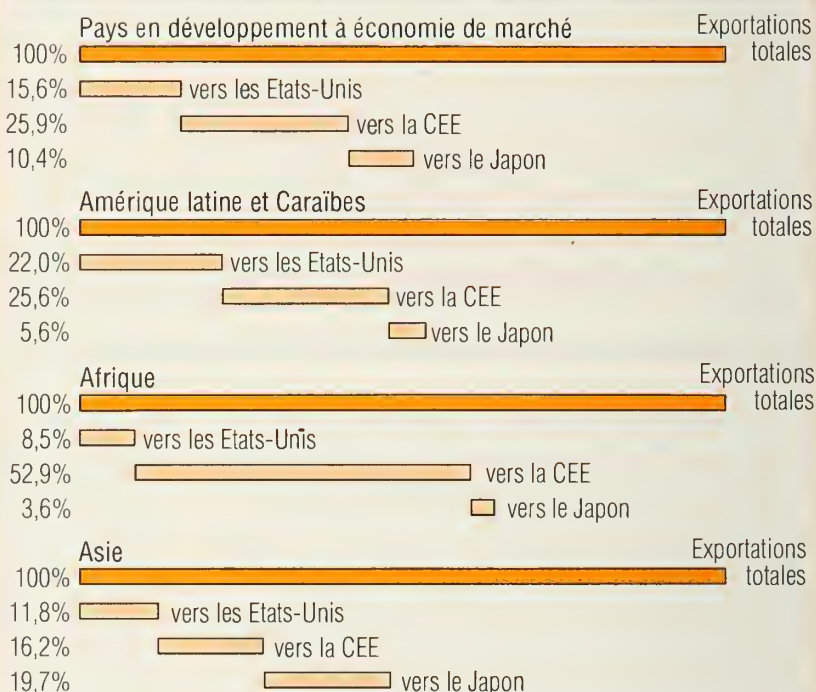 Pays en développement à économie de marché Exportations
100% totales
15,6% vers les Etats-Unis
25,9% vers la CEE
10,4% vers le Japon
Amérique latine et Caraïbes Exportations
100% totales
22,0% vers les Etats-Unis
25,6% vers la CEE
5,6% vers le Japon
Afrique Exportations
100% totales
8,5% vers les Etats-Unis
52,9% vers la CEE
3,6% vers le Japon
Asie Exportations
100% totales
11,8% vers les Etats-Unis
16,2% vers la CEE
19,7% vers le Japon